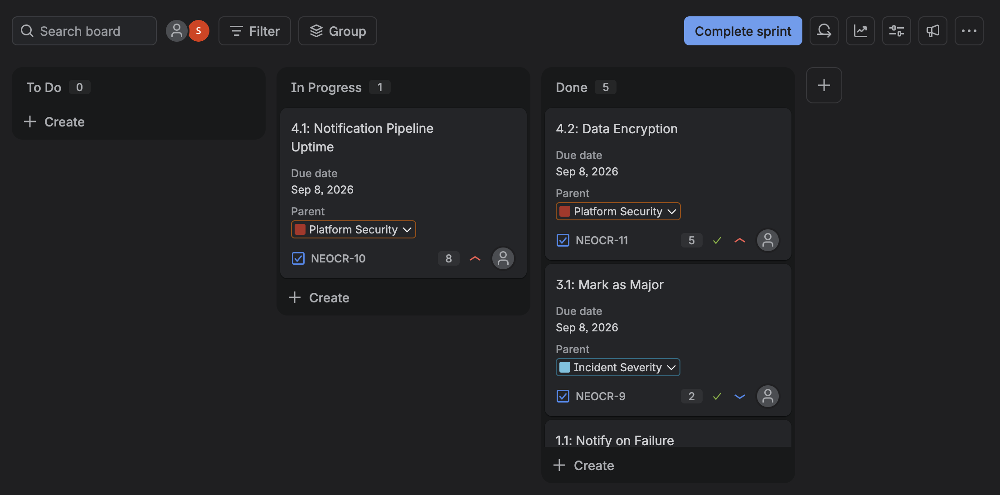 Search board
S
Filter
Group
Complete sprint
To Do 0
Create
In Progress 1
4.1: Notification Pipeline
Uptime
Due date
Sep 8, 2026
Parent
Platform Security
NEOCR-10 8
Create
Done 5
4.2: Data Encryption
Due date
Sep 8, 2026
Parent
Platform Security
NEOCR-11 5
3.1: Mark as Major
Due date
Sep 8, 2026
Parent
Incident Severity
NEOCR-9 2
1.1: Notify on Failure
Create